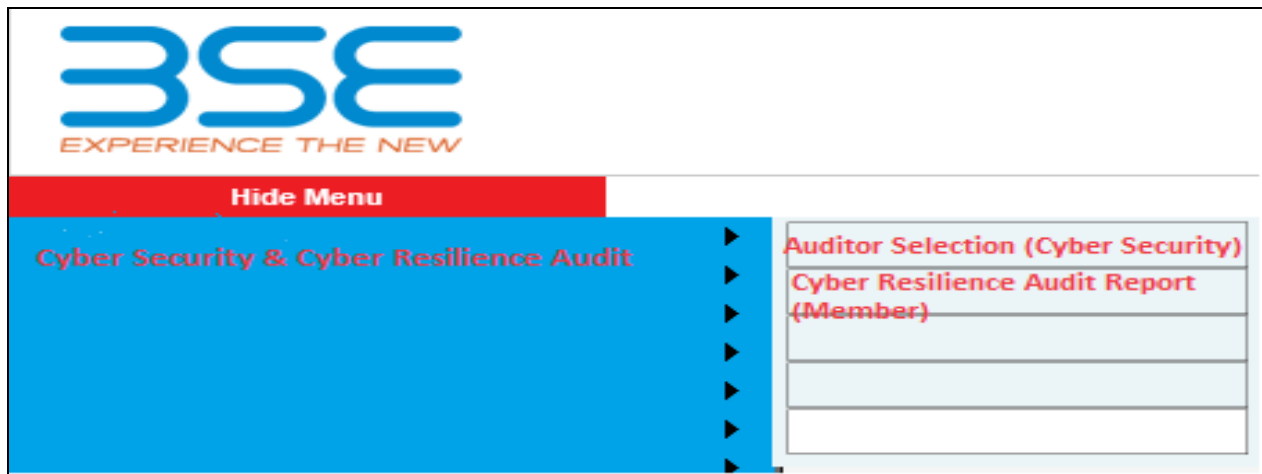 BSE
EXPERIENCE THE NEW
Hide Menu
Cyber Security & Cyber Resilience Audit
Auditor Selection (Cyber Security)
Cyber Resilience Audit Report
(Member)